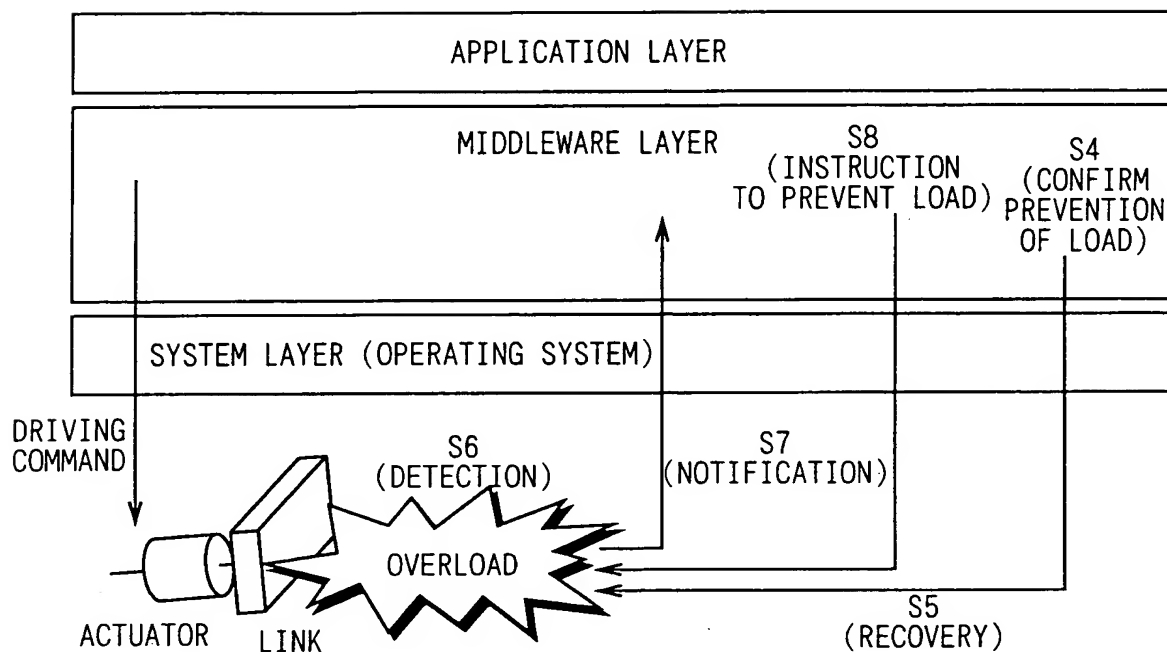 APPLICATION LAYER
MIDDLEWARE LAYER
S8
(INSTRUCTION
TO PREVENT LOAD)
S4
(CONFIRM
PREVENTION
OF LOAD)
SYSTEM LAYER (OPERATING SYSTEM)
DRIVING
COMMAND
S6
(DETECTION)
S7
(NOTIFICATION)
OVERLOAD
ACTUATOR
LINK
S5
(RECOVERY)